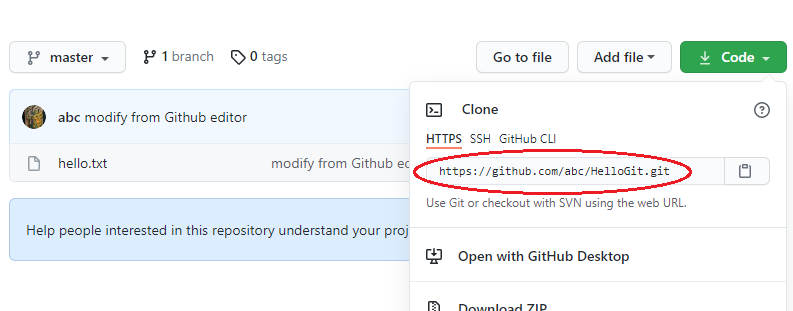 master 1 branch 0 tags Go to file Add file Code
abc modify from Github editor
hello.txt modify from Github edi
Help people interested in this repository understand your proj
Clone
HTTPS SSH GitHub CLI
https://github.com/abc/HelloGit.git
Use Git or checkout with SVN using the web URL.
Open with GitHub Desktop
Download ZIP